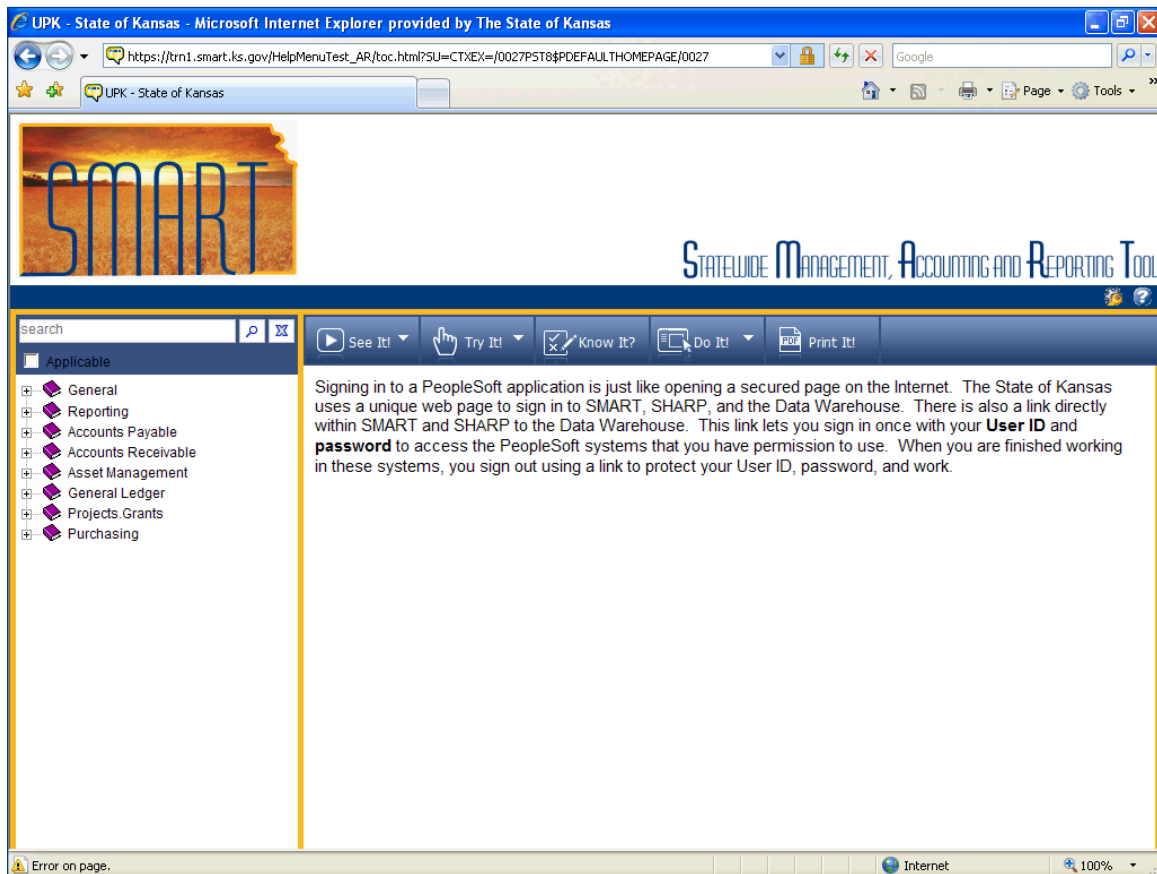 UPK - State of Kansas - Microsoft Internet Explorer provided by The State of Kansas
https://trn1.smart.ks.gov/HelpMenuTest_AR/toc.html?SU=CTXEX=/0027PST8$PDEFAULTHOMEPAGE/0027
Google
UPK - State of Kansas
Page
Tools
»
SMART
STATEWIDE MANAGEMENT, ACCOUNTING AND REPORTING TOOL
search
Applicable
See It!
Try It!
Know It?
Do It!
PDF
Print It!
General
Reporting
Accounts Payable
Accounts Receivable
Asset Management
General Ledger
Projects.Grants
Purchasing
Signing in to a PeopleSoft application is just like opening a secured page on the Internet. The State of Kansas
uses a unique web page to sign in to SMART, SHARP, and the Data Warehouse. There is also a link directly
within SMART and SHARP to the Data Warehouse. This link lets you sign in once with your User ID and
password to access the PeopleSoft systems that you have permission to use. When you are finished working
in these systems, you sign out using a link to protect your User ID, password, and work.
Error on page.
Internet
100%